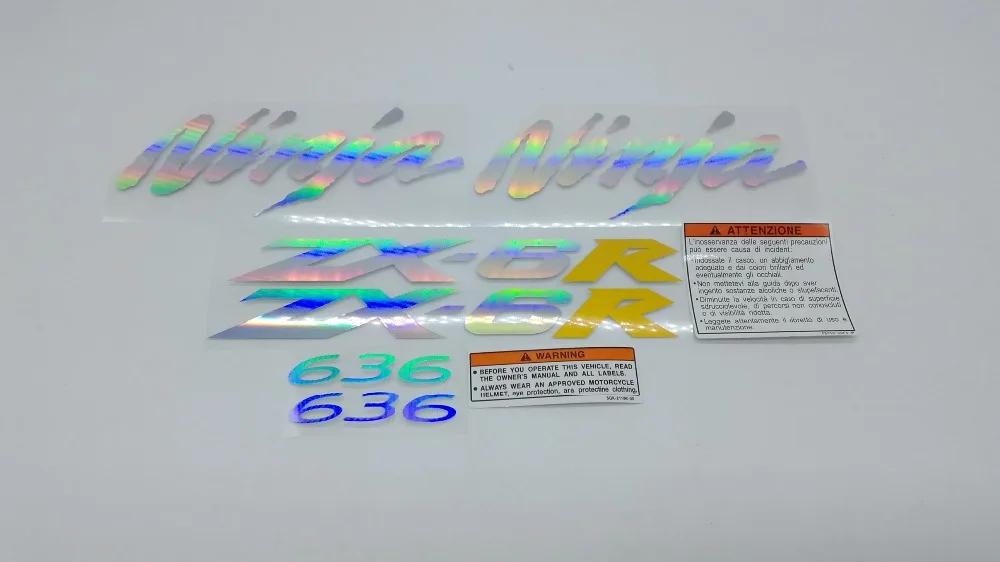 Ninja Ninja
ZX-6R
ZX-6R
636
636
ATTENZIONE
L'inosservanza delle seguenti precauzioni
può essere causa di incidenti:
•Indossate il casco, un abbigliamento
adeguato e dai colori brillanti ed
eventualmente gli occhiali.
•Non mettetevi alla guida dopo aver
ingerito sostanze alcoliche o stupefacenti.
•Diminuite la velocità in caso di superficie
sdrucciolevole, di percorsi non conosciuti
o di visibilità ridotta.
•Leggete attentamente il libretto di uso e
manutenzione.
WARNING
● BEFORE YOU OPERATE THIS VEHICLE, READ
THE OWNER'S MANUAL AND ALL LABELS.
● ALWAYS WEAR AN APPROVED MOTORCYCLE
HELMET, eye protection, ara protectine clothing.